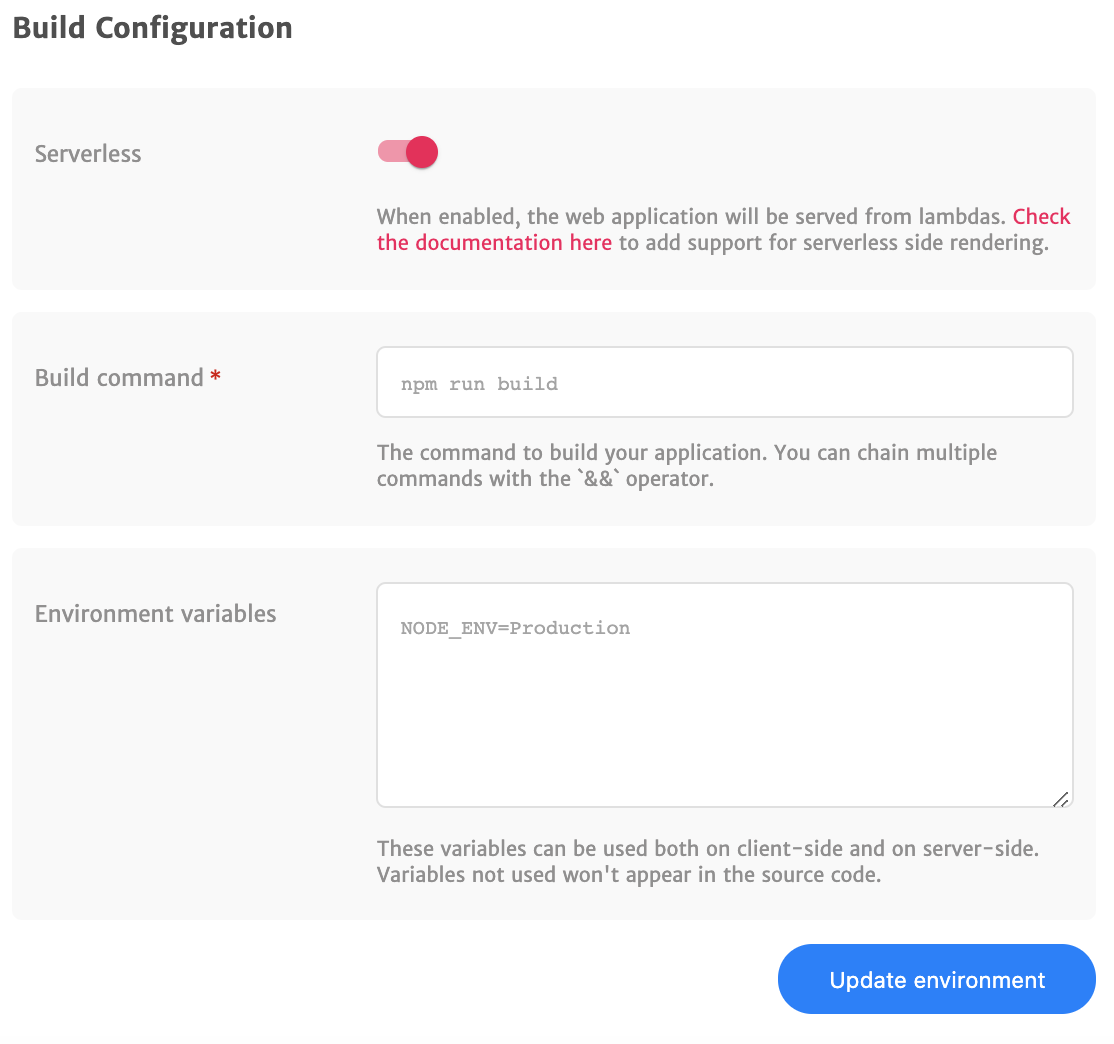 Build Configuration
Serverless
When enabled, the web application will be served from lambdas. Check
the documentation here to add support for serverless side rendering.
Build command *
npm run build
The command to build your application. You can chain multiple
commands with the `&&` operator.
Environment variables
NODE_ENV=Production
These variables can be used both on client-side and on server-side.
Variables not used won't appear in the source code.
Update environment